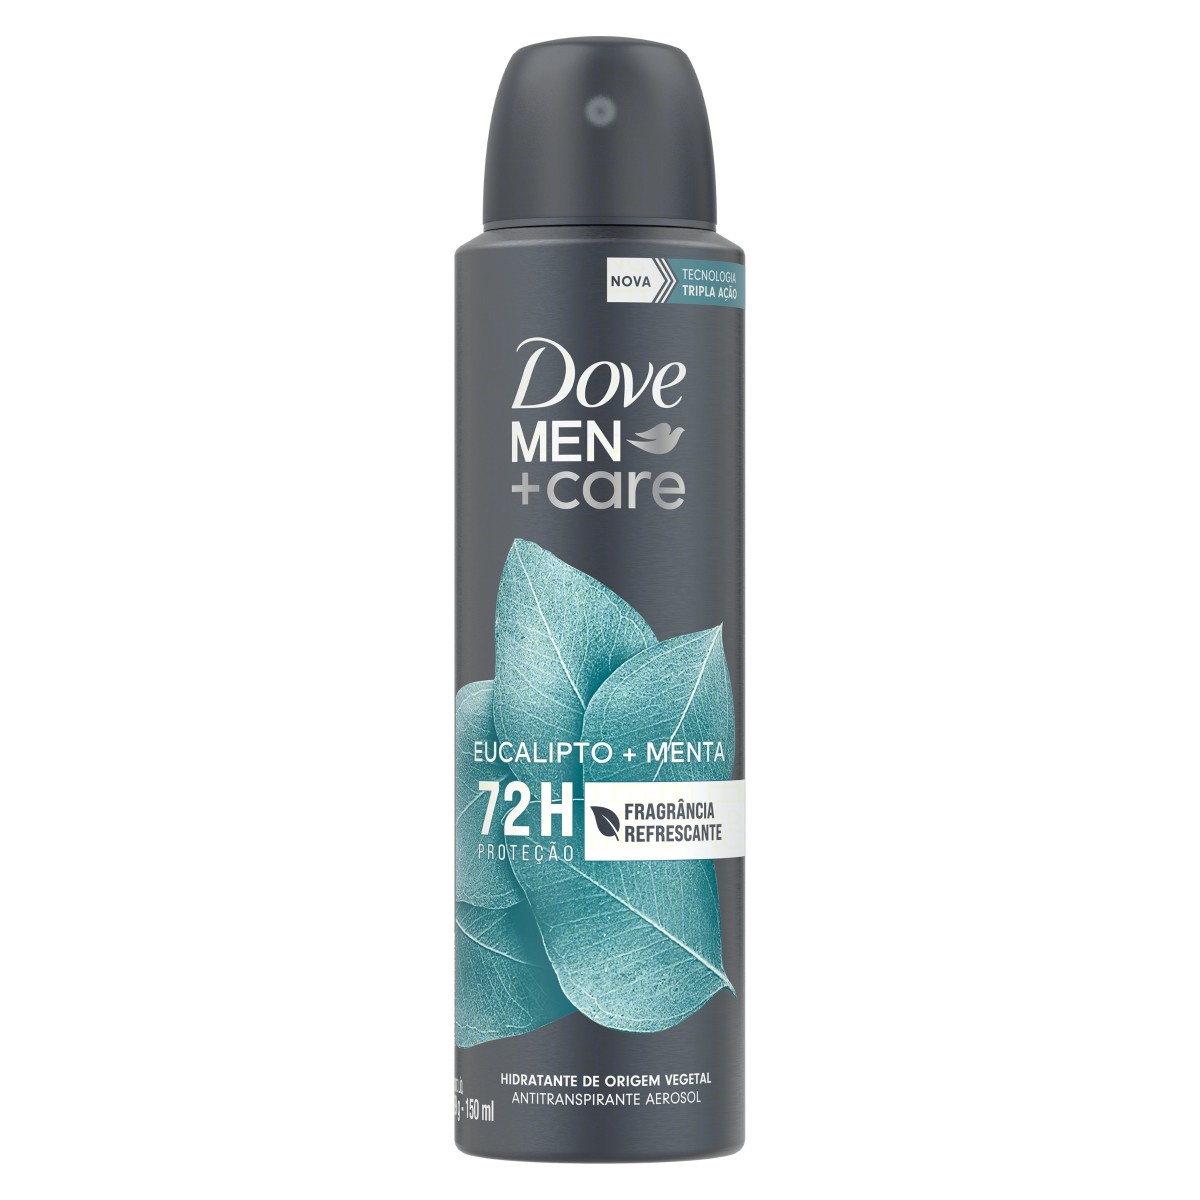 NOVA
TECNOLOGIA
TRIPLA AÇÃO
Dove
MEN
+care
EUCALIPTO + MENTA
72H
PROTEÇÃO
FRAGRÂNCIA
REFRESCANTE
HIDRATANTE DE ORIGEM VEGETAL
ANTITRANSPIRANTE AEROSOL
150 ml